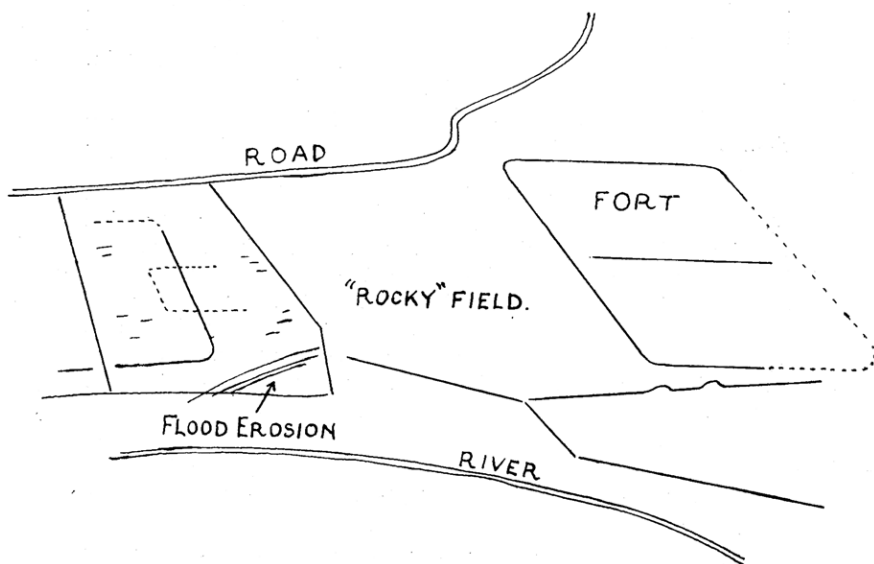 ROAD
FORT
"ROCKY" FIELD.
FLOOD EROSION
RIVER